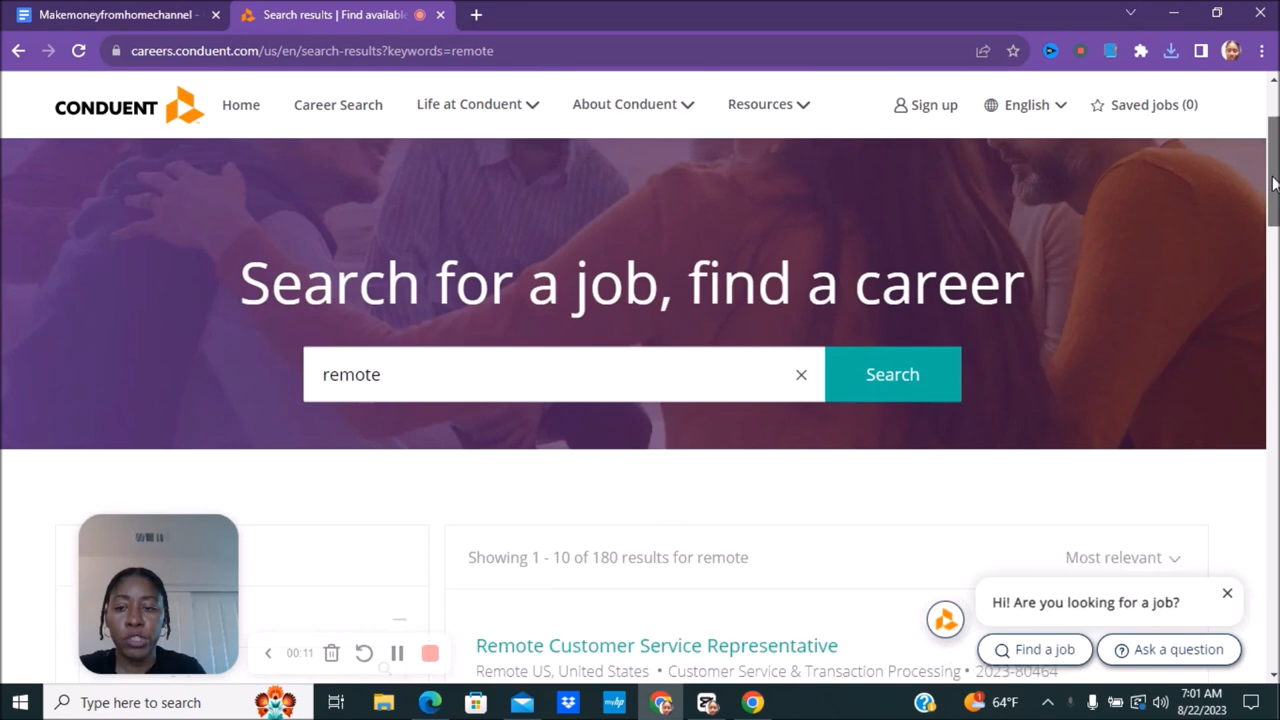 Makemoneyfromhomechannel -
Search results | Find available
careers.conduent.com/us/en/search-results?keywords=remote
CONDUENT
Home
Career Search
Life at Conduent
About Conduent
Resources
Sign up
English
Saved jobs (0)
Search for a job, find a career
remote
Search
Showing 1 - 10 of 180 results for remote
Most relevant
Hi! Are you looking for a job?
Remote Customer Service Representative
Find a job
Ask a question
00:11
Remote US, United States • Customer Service & Transaction Processing • 2023-80464
Type here to search
64°F
7:01 AM
8/22/2023